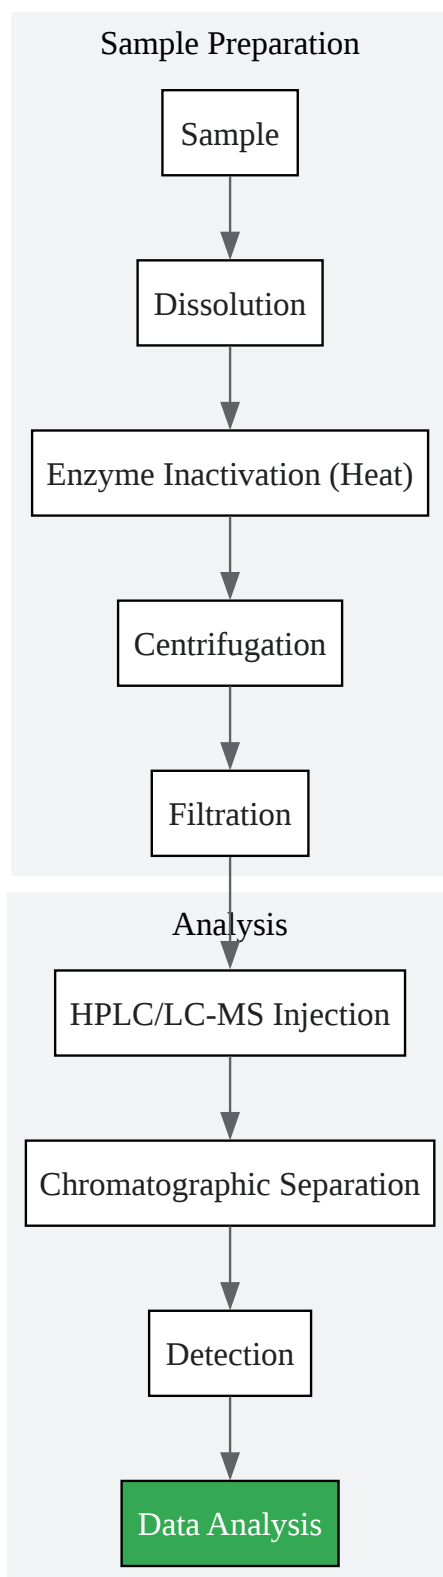 Sample Preparation
Sample
Dissolution
Enzyme Inactivation (Heat)
Centrifugation
Filtration
Analysis
HPLC/LC-MS Injection
Chromatographic Separation
Detection
Data Analysis